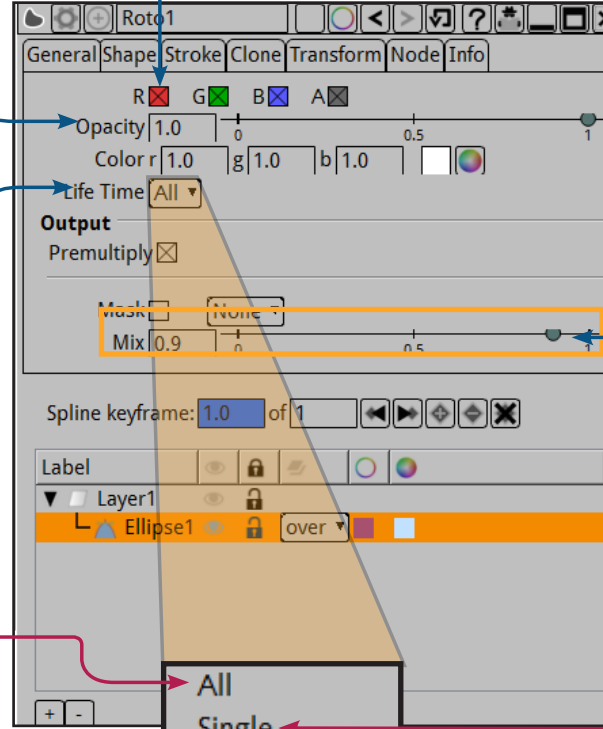 Roto1
General Shape Stroke Clone Transform Node Info
R G B A
Opacity 1.0 0 0.5 1
Color r 1.0 g 1.0 b 1.0
Life Time All
Output
Premultiply
Mask None
Mix 0.9 0 0.5 1
Spline keyframe: 1.0 of 1
Label
Layer1
Ellipse1 over
All
Single
+ -